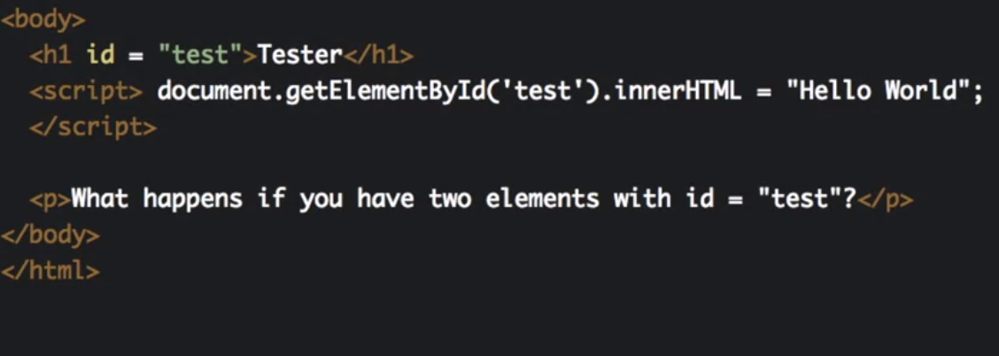 <body>
<h1 id = "test">Tester</h1>
<script> document.getElementById('test').innerHTML = "Hello World";
</script>
<p>What happens if you have two elements with id = "test"?</p>
</body>
</html>